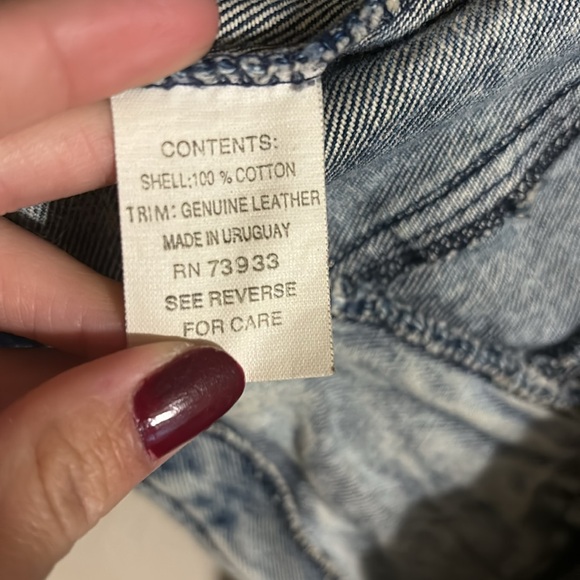 CONTENTS:
SHELL:100 % COTTON
TRIM: GENUINE LEATHER
MADE IN URUGUAY
RN 73933
SEE REVERSE
FOR CARE